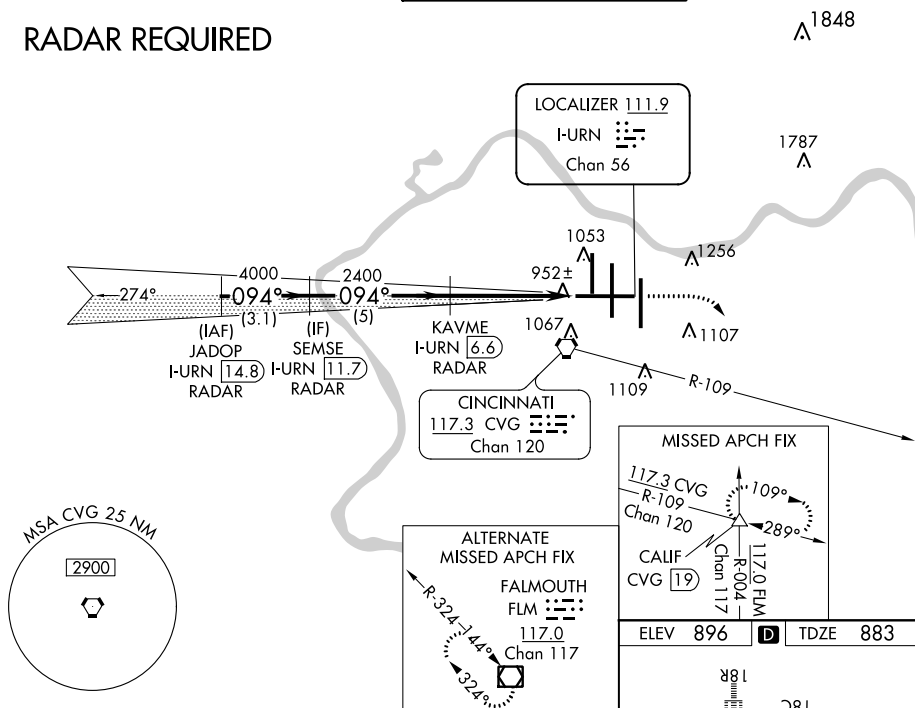 RADAR REQUIRED
1848
LOCALIZER 111.9
I-URN
Chan 56
1787
1053
1256
952±
4000
2400
274°
094°
094°
(3.1)
(5)
(IAF)
JADOP
I-URN 14.8
RADAR
(IF)
SEMSE
I-URN 11.7
RADAR
KAVME
I-URN 6.6
RADAR
1067
1107
1109
R-109
CINCINNATI
117.3 CVG
Chan 120
MSA CVG 25 NM
2900
ALTERNATE
MISSED APCH FIX
FALMOUTH
FLM
117.0
Chan 117
R-324
144°
324°
MISSED APCH FIX
117.3 CVG
R-109
Chan 120
109°
289°
CALIF
CVG 19
Chan 117
R-004
117.0 FLM
ELEV 896 D TDZE 883
18R
18C